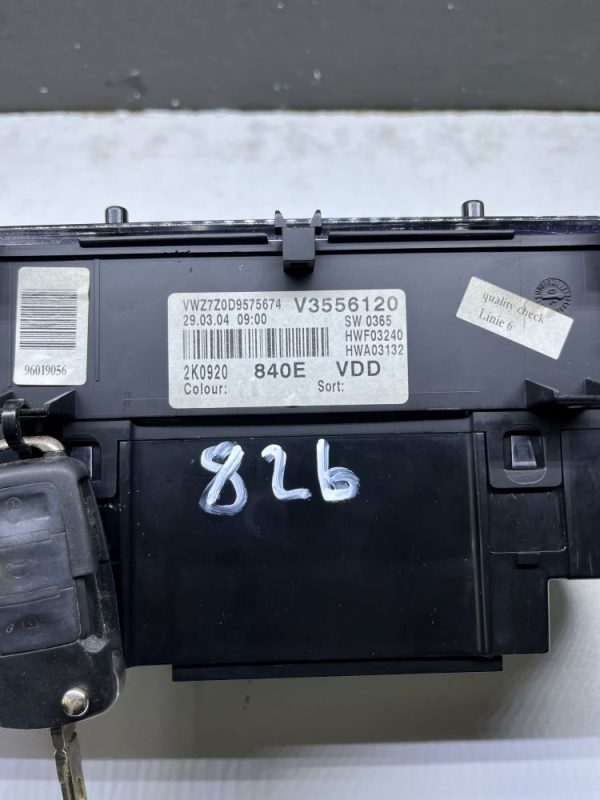 VWZ7Z0D9575674 V3556120
29.03.04 09:00 SW 0365
HWF03240
HWA03132
2K0920 840E VDD
Colour: Sort:
96019056
quality check
Linie 6
826